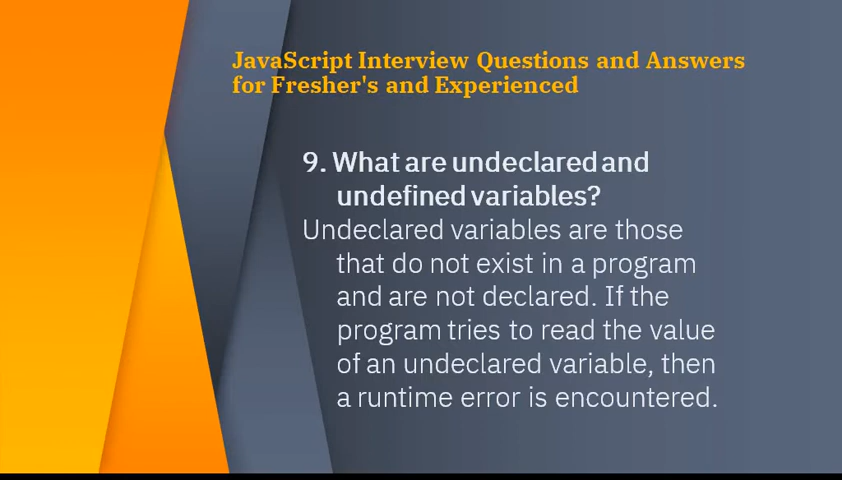 JavaScript Interview Questions and Answers
for Fresher's and Experienced
9. What are undeclared and
undefined variables?
Undeclared variables are those
that do not exist in a program
and are not declared. If the
program tries to read the value
of an undeclared variable, then
a runtime error is encountered.